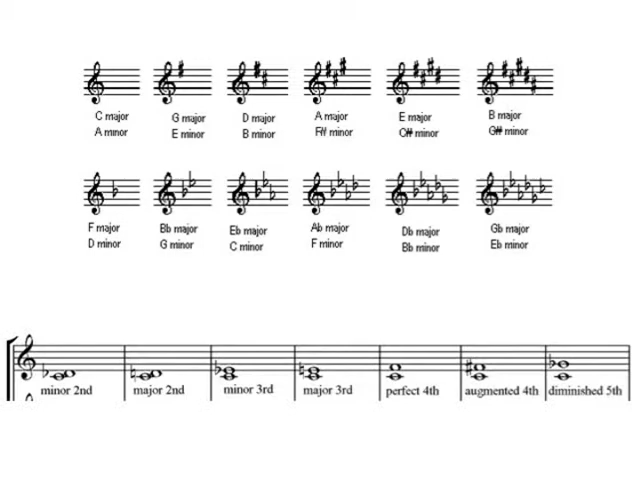 C major G major D major A major E major B major
A minor E minor B minor F# minor C# minor G# minor
F major Bb major Eb major Ab major Db major Gb major
D minor G minor C minor F minor Bb minor Eb minor
minor 2nd major 2nd minor 3rd major 3rd perfect 4th augmented 4th diminished 5th